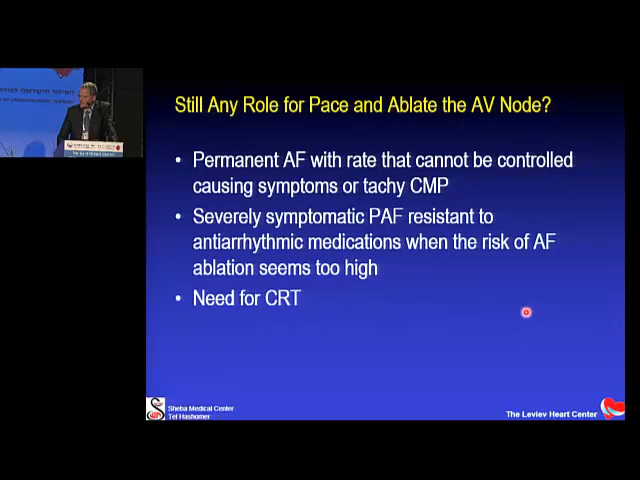 Still Any Role for Pace and Ablate the AV Node?
• Permanent AF with rate that cannot be controlled
causing symptoms or tachy CMP
• Severely symptomatic PAF resistant to
antiarrhythmic medications when the risk of AF
ablation seems too high
• Need for CRT
Sheba Medical Center
Tel Hashomer
The Leviev Heart Center